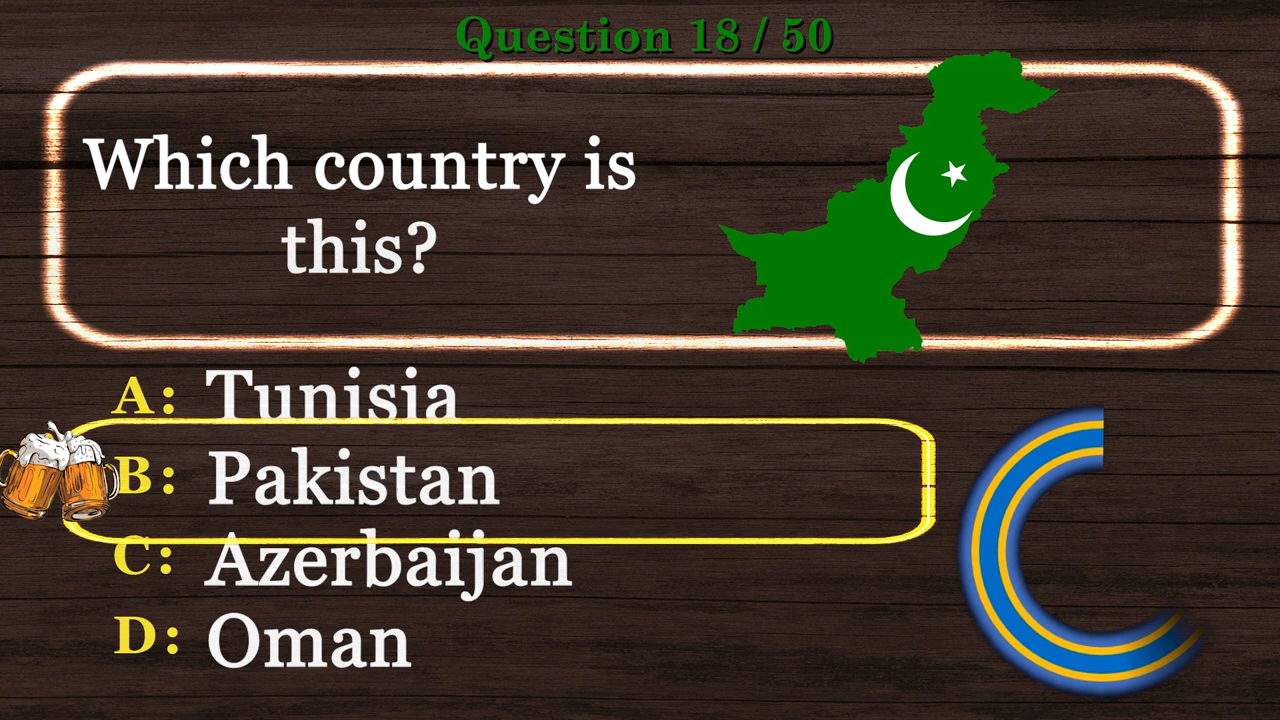 Question 18 / 50
Which country is
this?
A: Tunisia
B: Pakistan
C: Azerbaijan
D: Oman